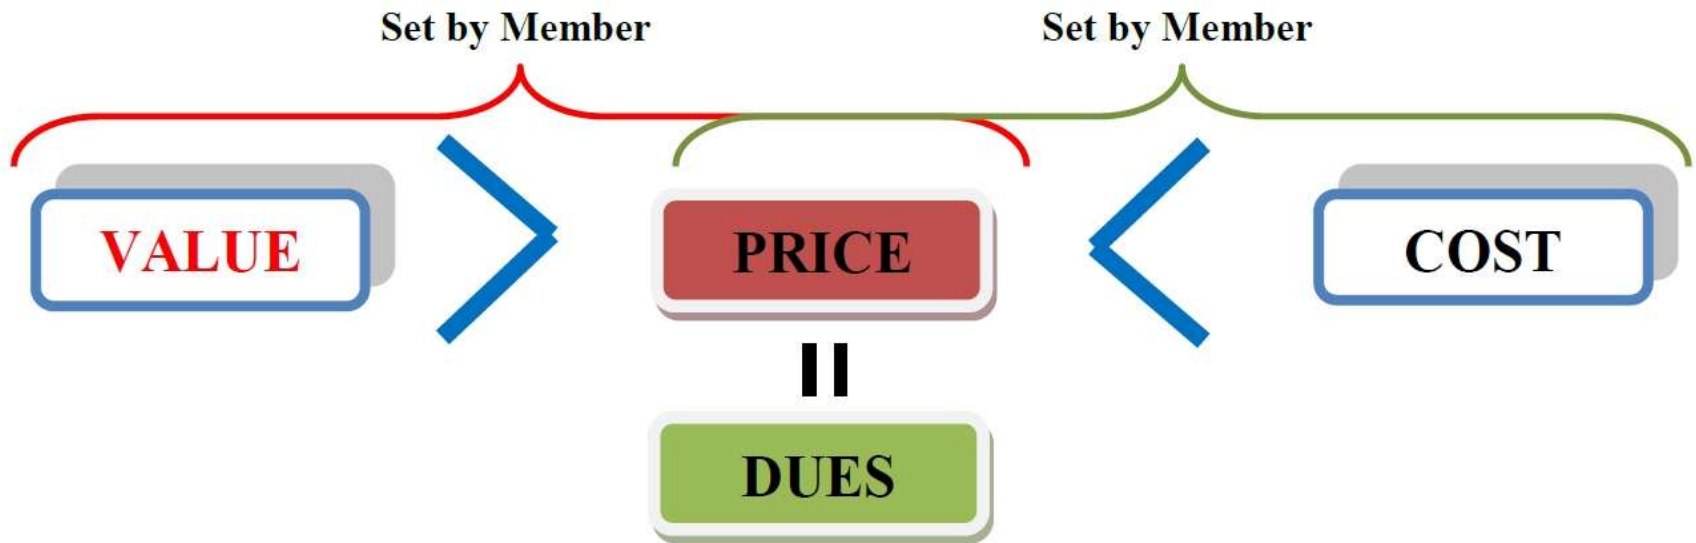 Set by Member
Set by Member
VALUE
PRICE
COST
DUES